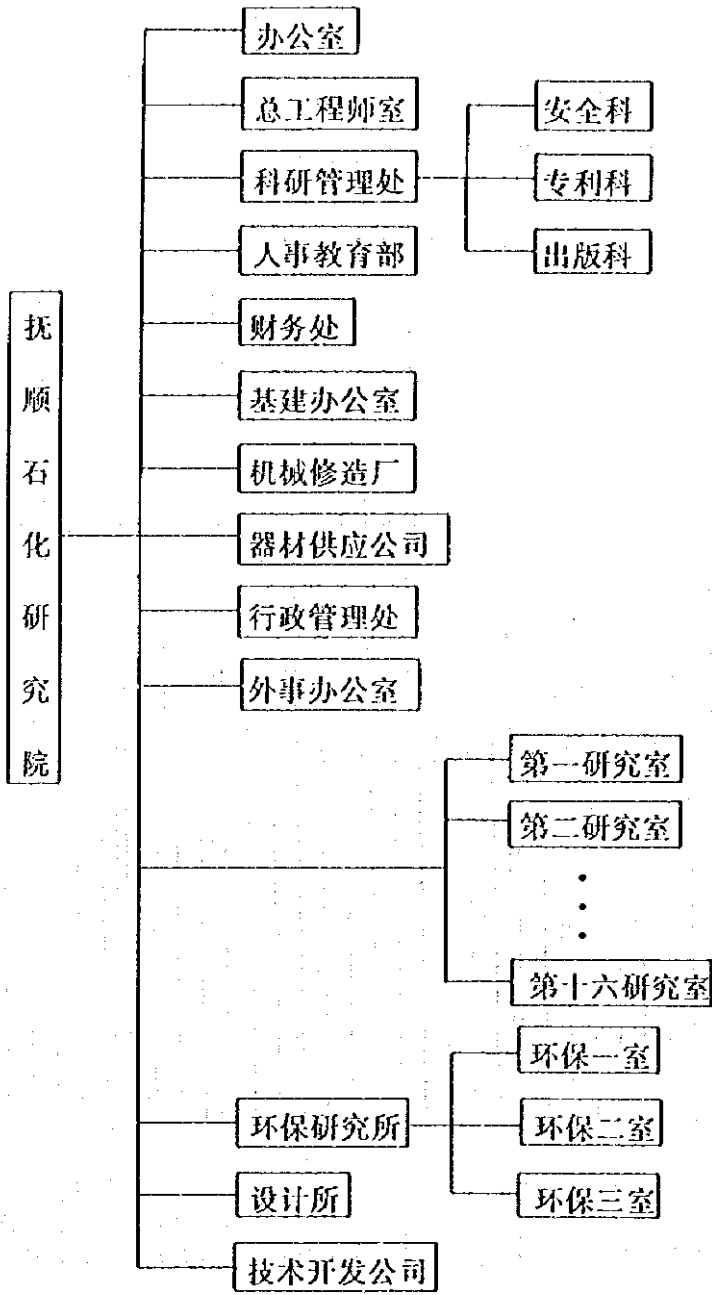 抚顺石化研究院
办公室
总工程师室
科研管理处
安全科
专利科
出版科
人事教育部
财务处
基建办公室
机械修造厂
器材供应公司
行政管理处
外事办公室
第一研究室
第二研究室
第十六研究室
环保研究所
环保一室
环保二室
环保三室
设计所
技术开发公司